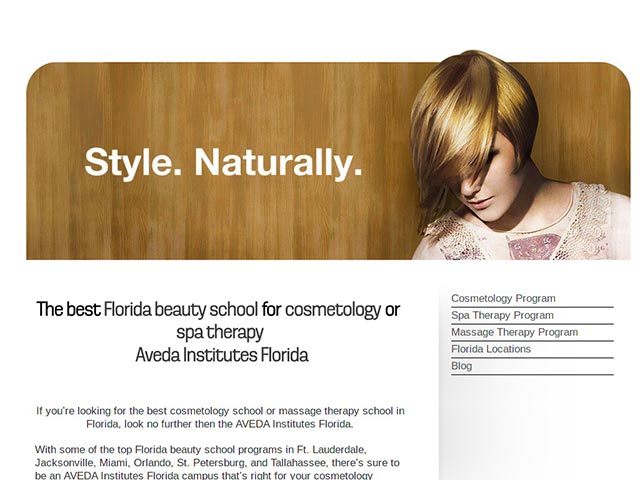 Style. Naturally.
The best Florida beauty school for cosmetology or
spa therapy
Aveda Institutes Florida
If you're looking for the best cosmetology school or massage therapy school in
Florida, look no further then the AVEDA Institutes Florida.
With some of the top Florida beauty school programs in Ft. Lauderdale,
Jacksonville, Miami, Orlando, St. Petersburg, and Tallahassee, there's sure to
be an AVEDA Institutes Florida campus that's right for your cosmetology
Cosmetology Program
Spa Therapy Program
Massage Therapy Program
Florida Locations
Blog